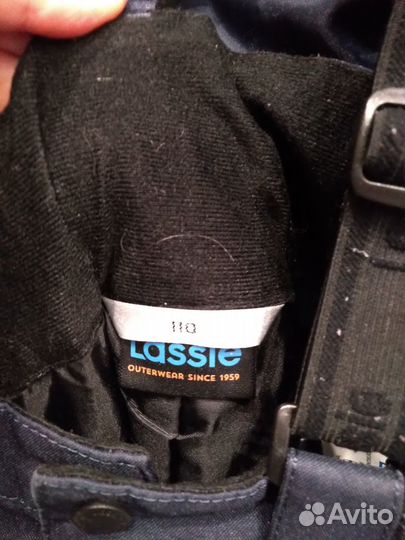 110
Lassie
OUTERWEAR SINCE 1959
Avito